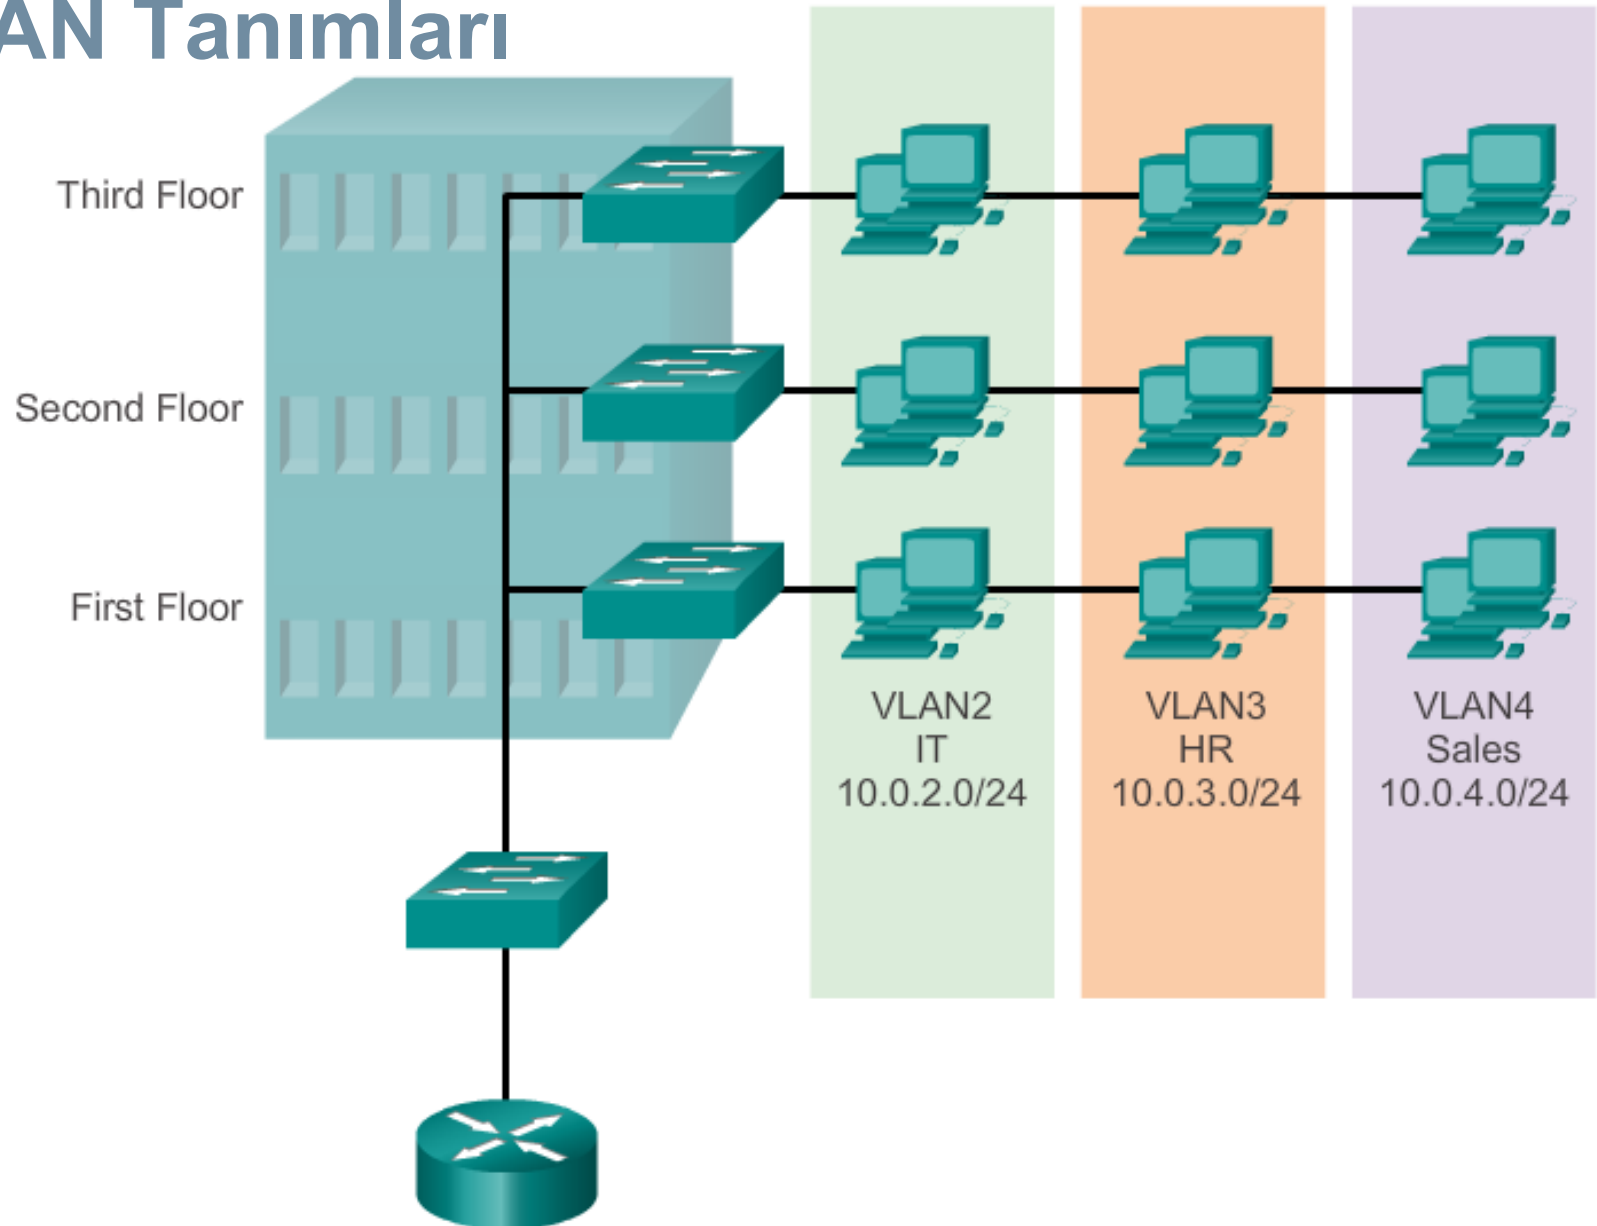 AN Tanımları
Third Floor
Second Floor
First Floor
VLAN2
IT
10.0.2.0/24
VLAN3
HR
10.0.3.0/24
VLAN4
Sales
10.0.4.0/24